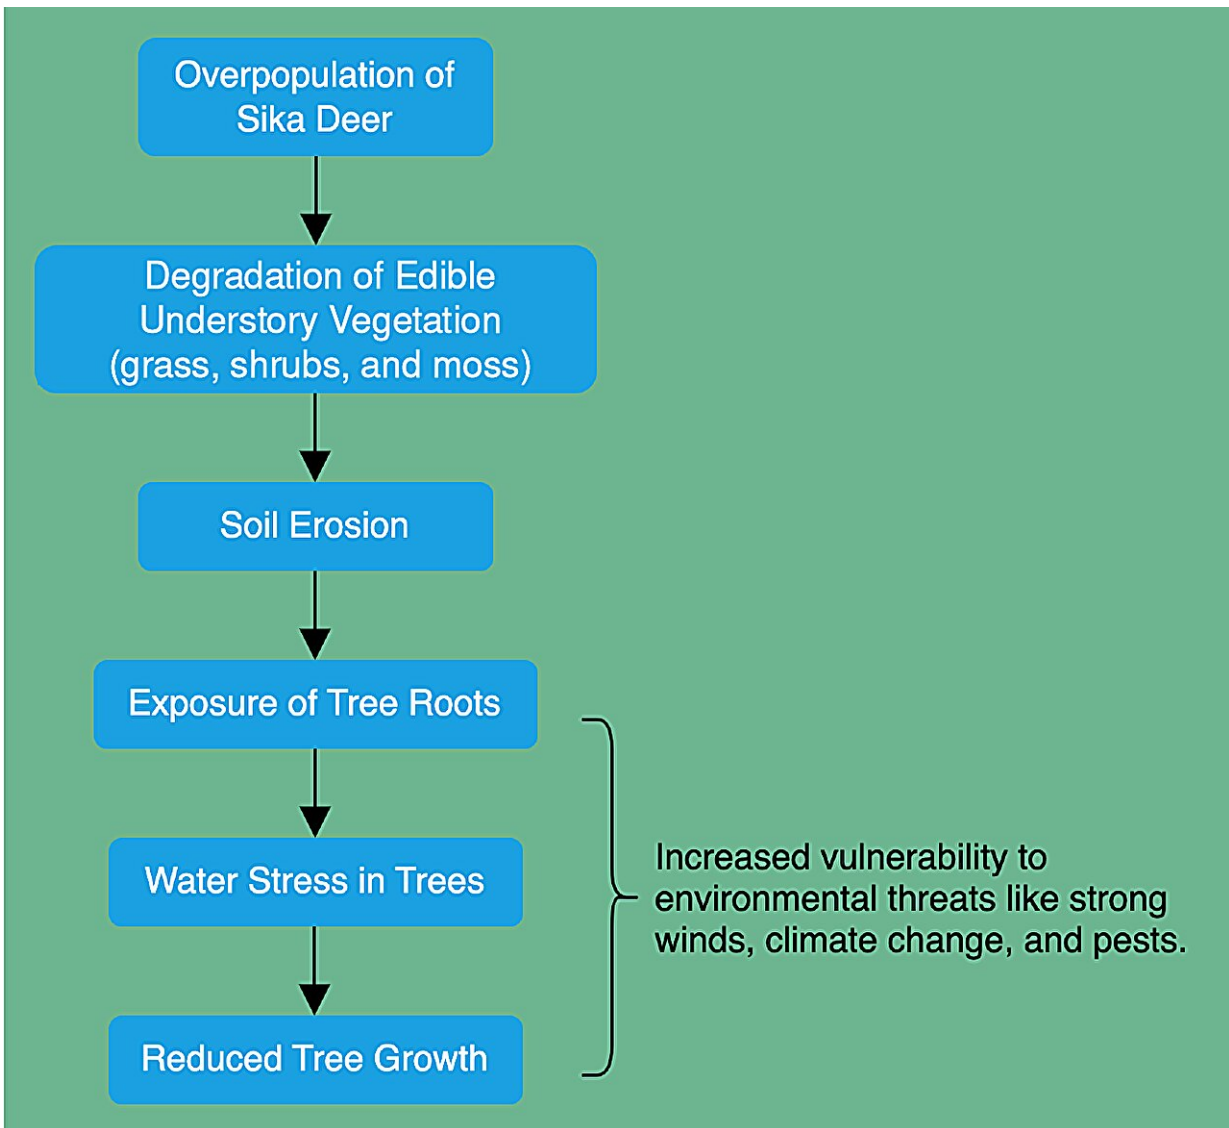 Overpopulation of
Sika Deer
Degradation of Edible
Understory Vegetation
(grass, shrubs, and moss)
Soil Erosion
Exposure of Tree Roots
Water Stress in Trees
Reduced Tree Growth
Increased vulnerability to
environmental threats like strong
winds, climate change, and pests.